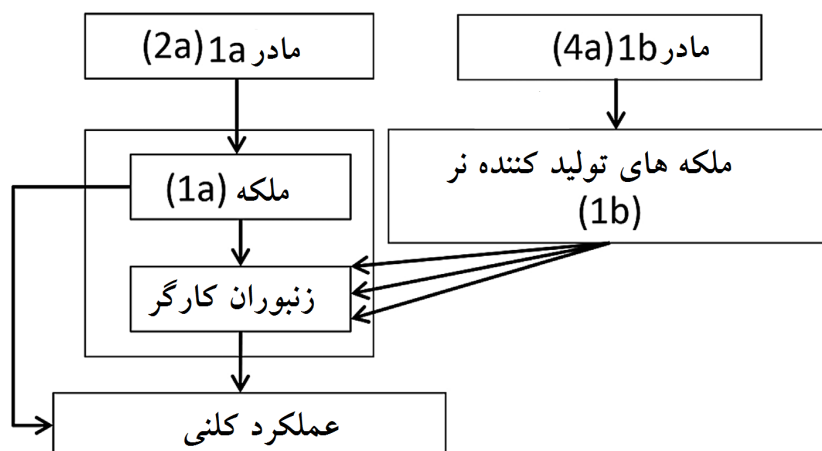 مادر 1a (2a)
مادر 1b (4a)
ملکه (1a)
ملکه های تولید کننده نر
(1b)
زنبوران کارگر
عملکرد کلنی